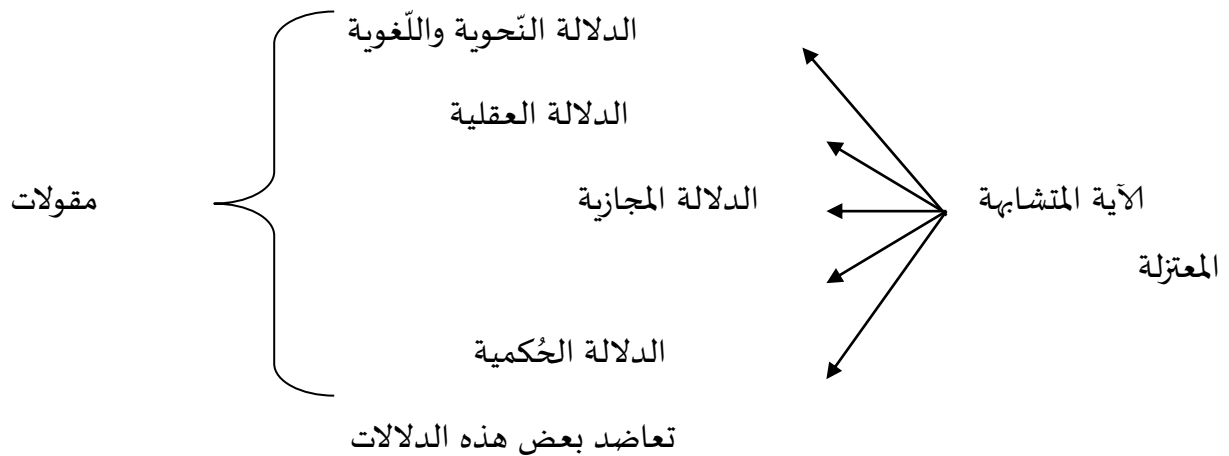 الدلالة النّحوية واللّغوية
الدلالة العقلية
الآية المتشابهة الدلالة المجازية مقولات
المعتزلة
الدلالة الحُكمية
تعاضد بعض هذه الدلالات